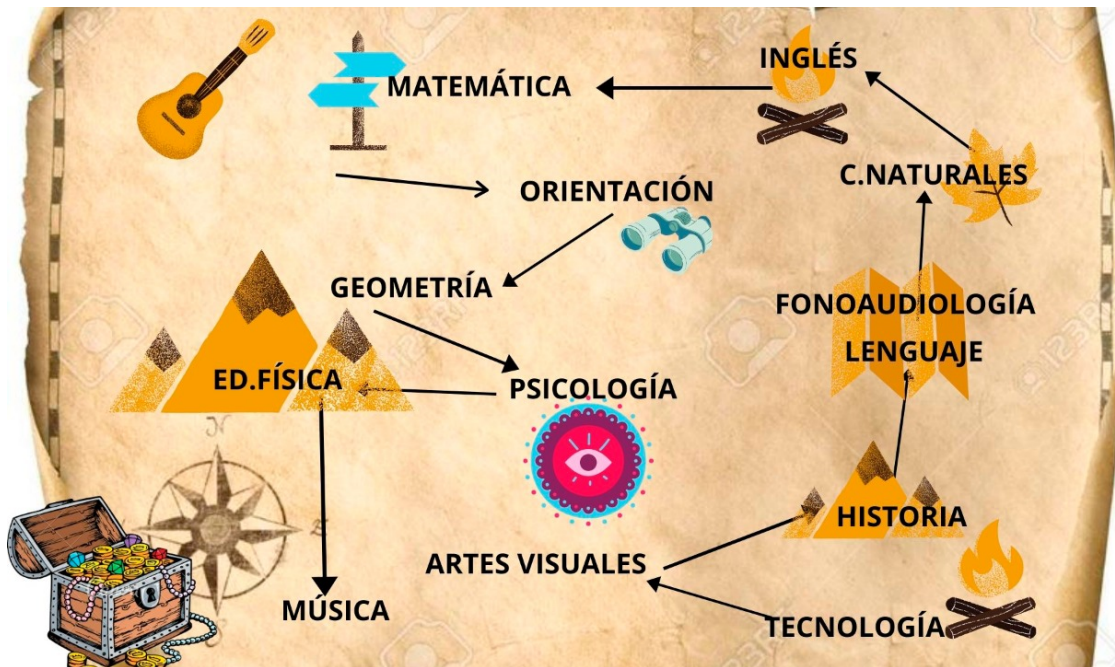 INGLÉS
MATEMÁTICA
C.NATURALES
ORIENTACIÓN
GEOMETRÍA
FONOAUDIOLOGÍA
LENGUAJE
ED.FÍSICA
PSICOLOGÍA
HISTORIA
ARTES VISUALES
MÚSICA
TECNOLOGÍA